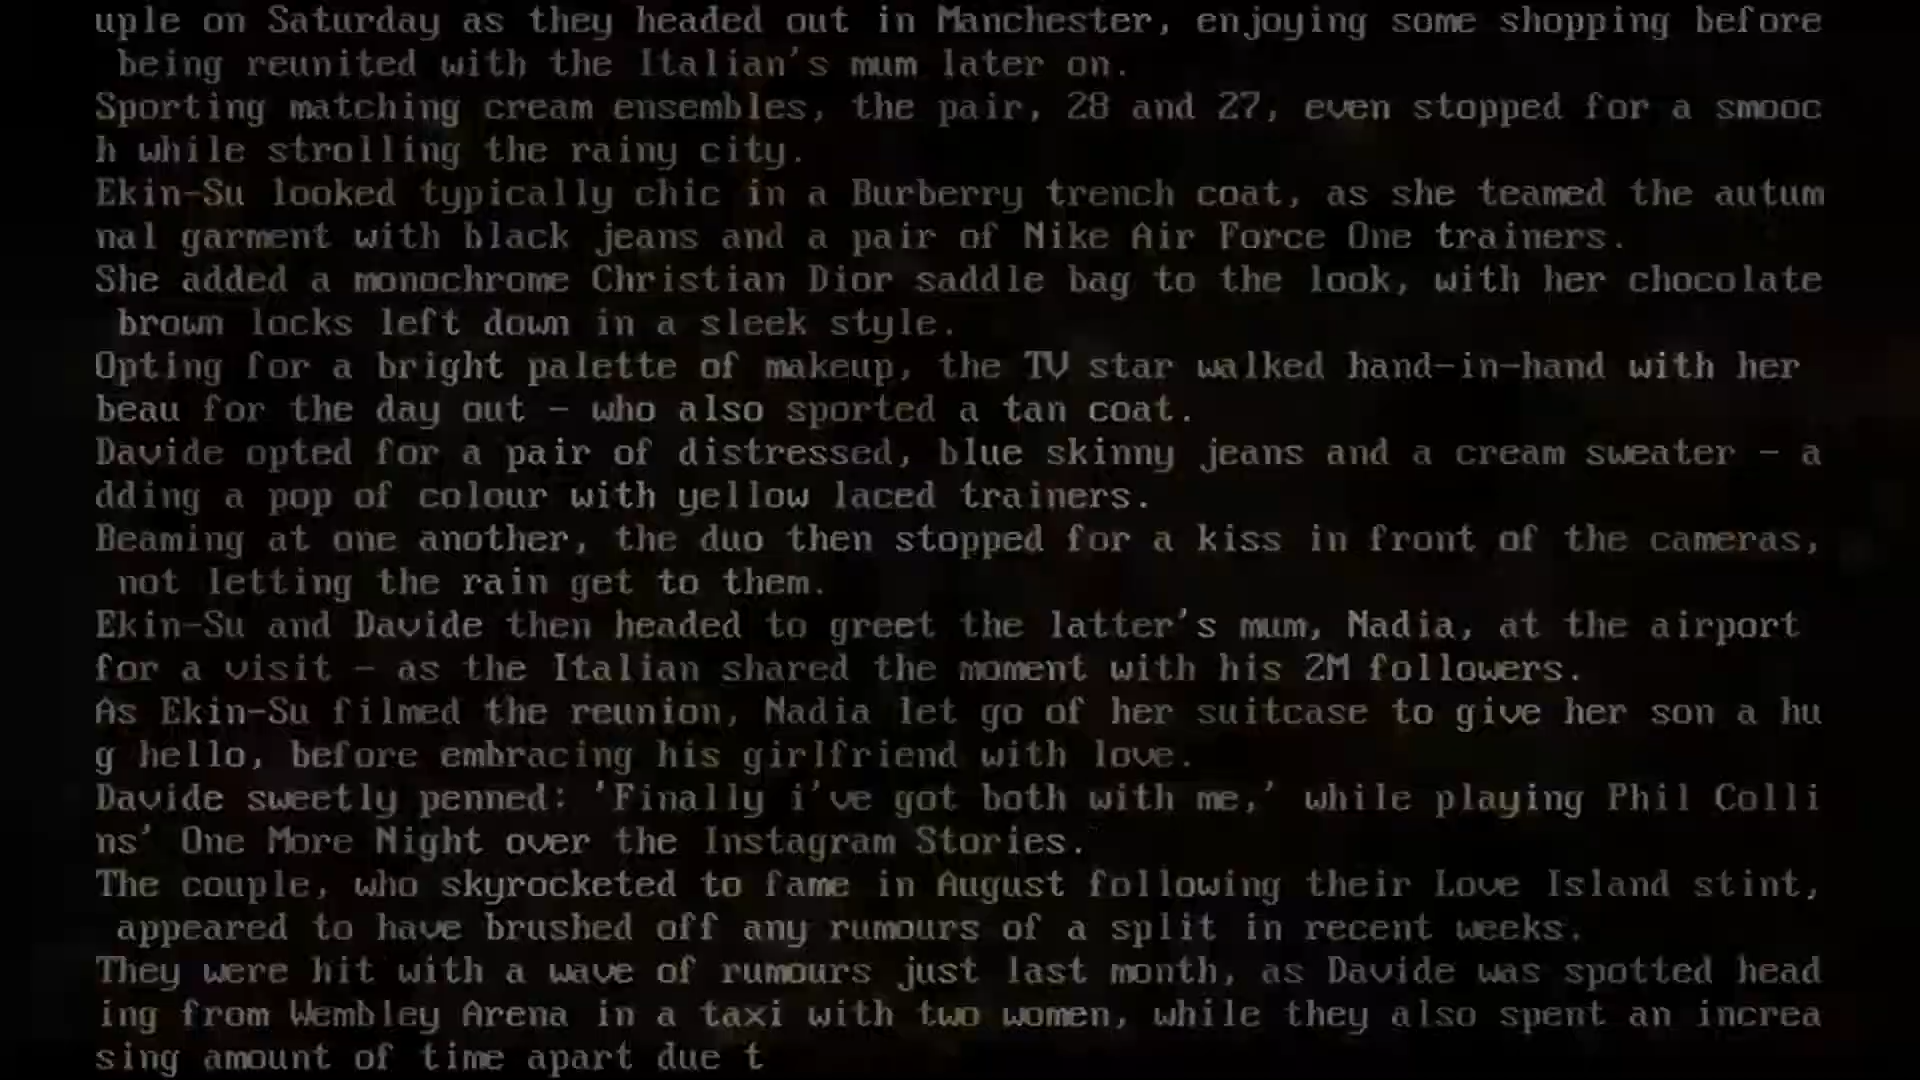 uple on Saturday as they headed out in Manchester, enjoying some shopping before
being reunited with the Italian's mum later on.
Sporting matching cream ensembles, the pair, 28 and 27, even stopped for a smooc
h while strolling the rainy city.
Ekin-Su looked typically chic in a Burberry trench coat, as she teamed the autum
nal garment with black jeans and a pair of Nike Air Force One trainers.
She added a monochrome Christian Dior saddle bag to the look, with her chocolate
brown locks left down in a sleek style.
Opting for a bright palette of makeup, the TV star walked hand-in-hand with her
beau for the day out - who also sported a tan coat.
Davide opted for a pair of distressed, blue skinny jeans and a cream sweater - a
dding a pop of colour with yellow laced trainers.
Beaming at one another, the duo then stopped for a kiss in front of the cameras,
not letting the rain get to them.
Ekin-Su and Davide then headed to greet the latter's mum, Nadia, at the airport
for a visit - as the Italian shared the moment with his 2M followers.
As Ekin-Su filmed the reunion, Nadia let go of her suitcase to give her son a hu
g hello, before embracing his girlfriend with love.
Davide sweetly penned: 'Finally i've got both with me,' while playing Phil Colli
ns' One More Night over the Instagram Stories.
The couple, who skyrocketed to fame in August following their Love Island stint,
appeared to have brushed off any rumours of a split in recent weeks.
They were hit with a wave of rumours just last month, as Davide was spotted head
ing from Wembley Arena in a taxi with two women, while they also spent an increa
sing amount of time apart due t